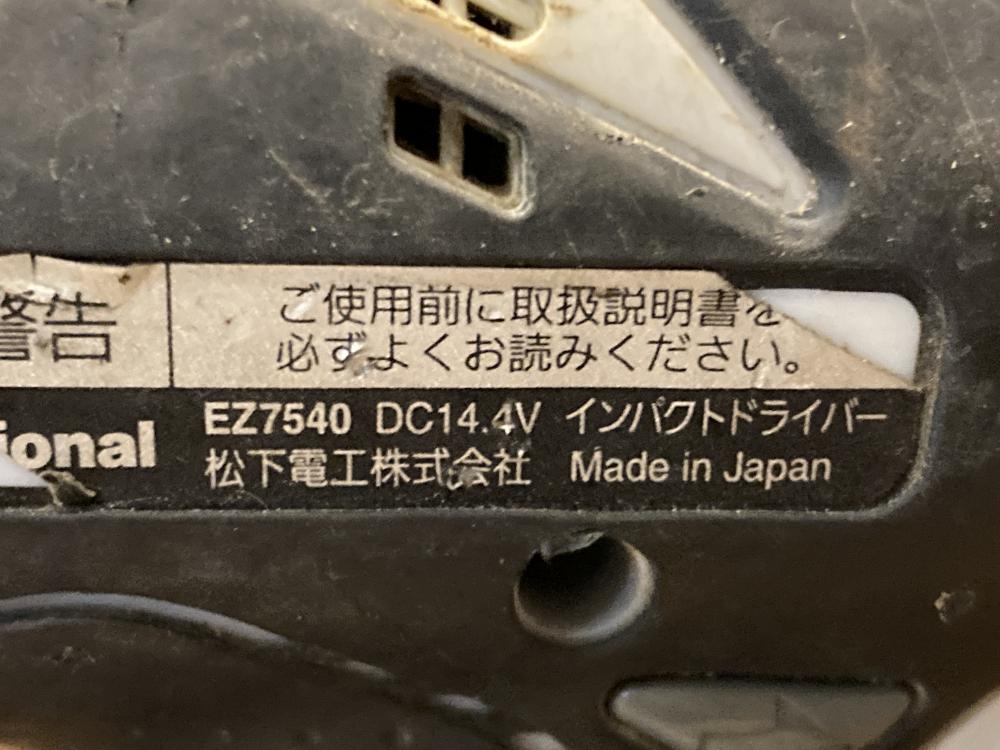 警告
ご使用前に取扱説明書を
必ずよくお読みください。
ional EZ7540 DC14.4V インパクトドライバー
松下電工株式会社 Made in Japan